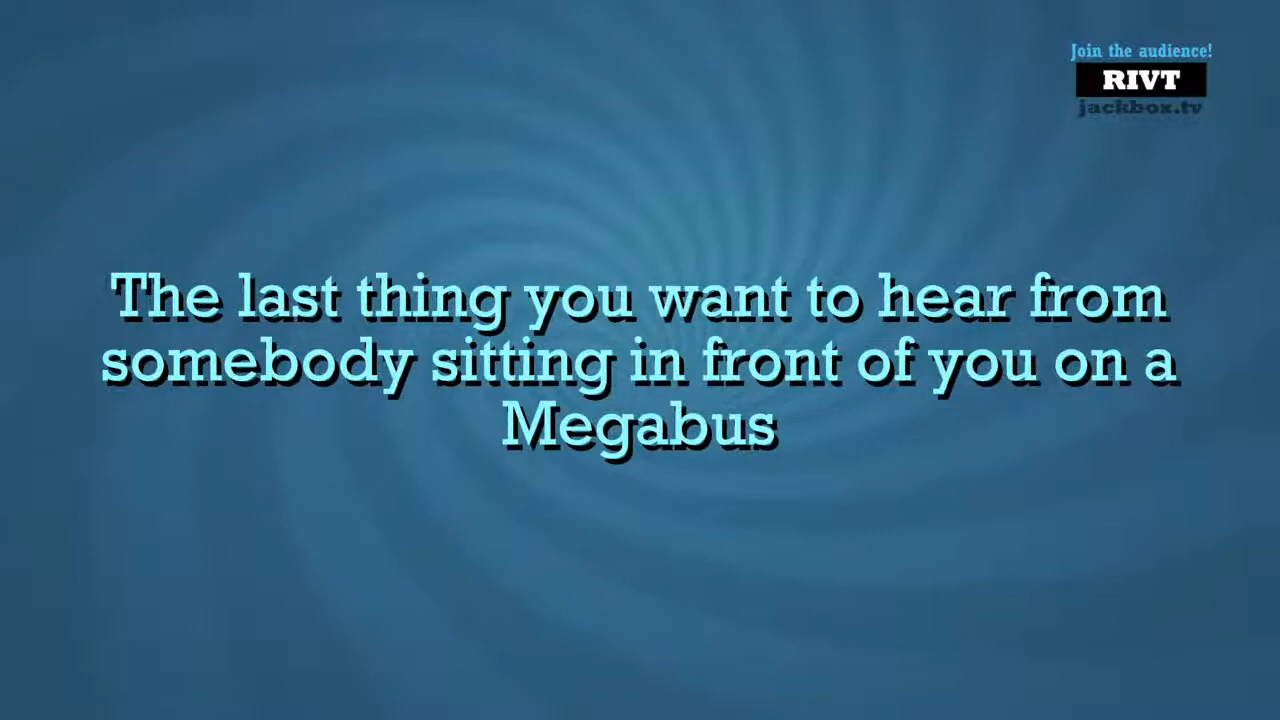 Join the audience!
RIVT
jackbox.tv
The last thing you want to hear from
somebody sitting in front of you on a
Megabus